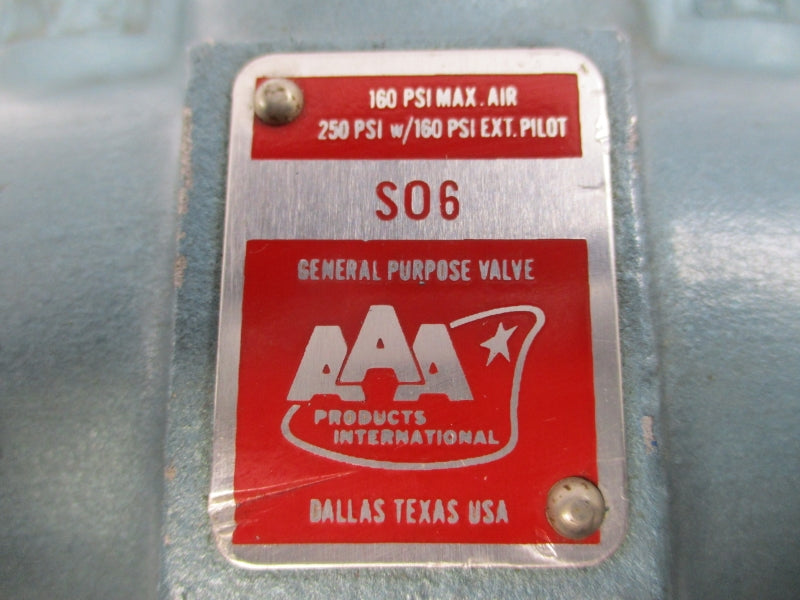 160 PSI MAX. AIR
250 PSI w/160 PSI EXT. PILOT
S06
GENERAL PURPOSE VALVE
AAA
PRODUCTS
INTERNATIONAL
DALLAS TEXAS USA